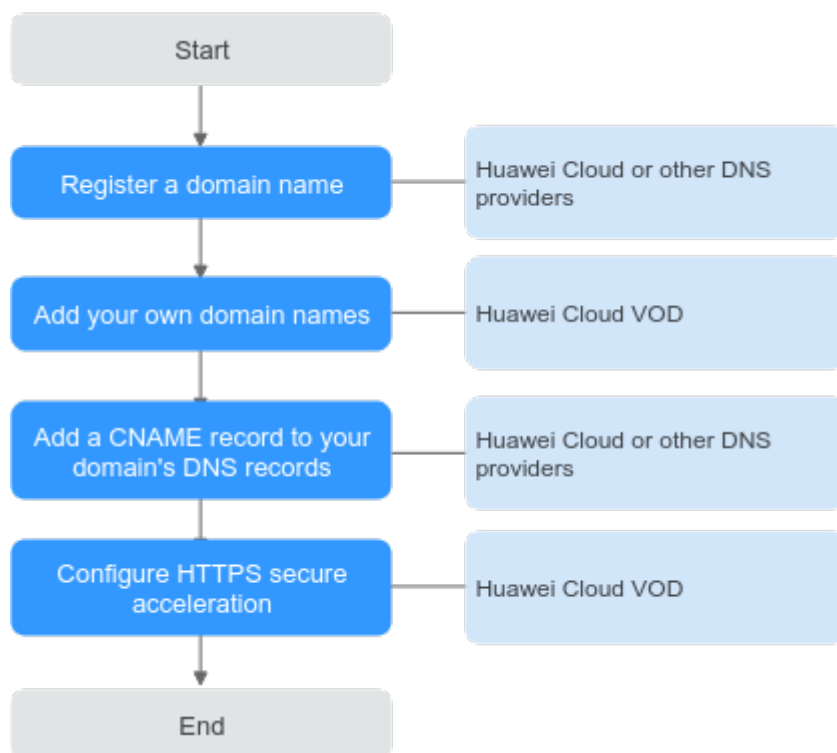 Start
Register a domain name
Huawei Cloud or other DNS
providers
Add your own domain names
Huawei Cloud VOD
Add a CNAME record to your
domain's DNS records
Huawei Cloud or other DNS
providers
Configure HTTPS secure
acceleration
Huawei Cloud VOD
End